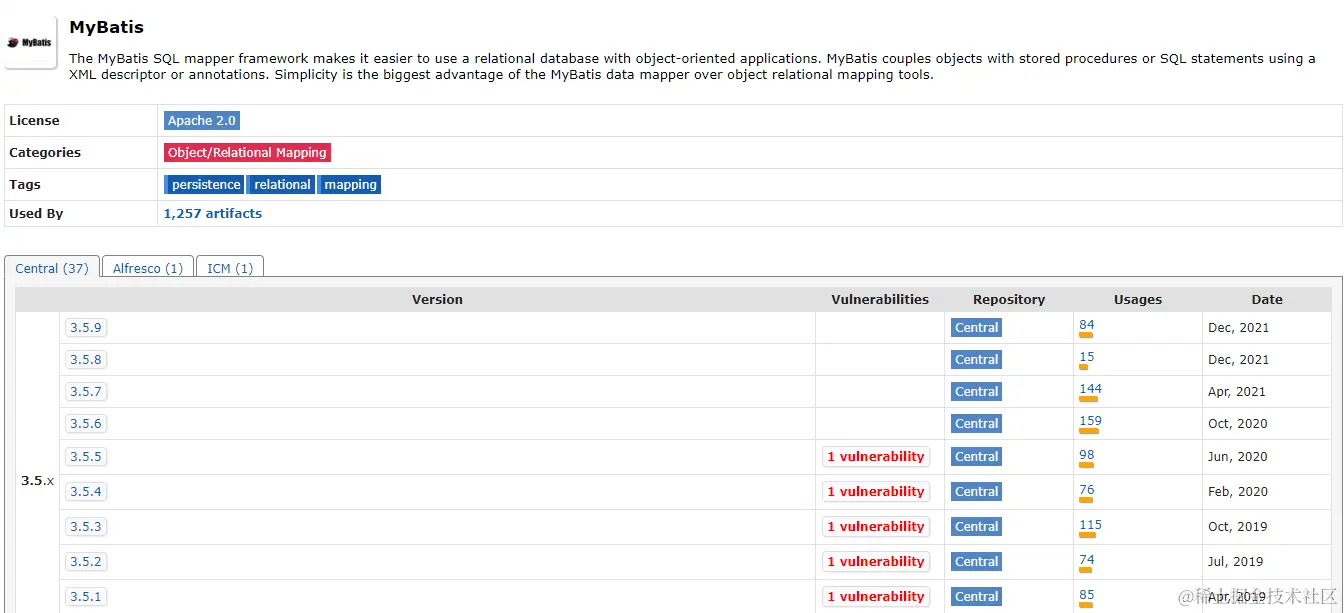 MyBatis
MyBatis
The MyBatis SQL mapper framework makes it easier to use a relational database with object-oriented applications. MyBatis couples objects with stored procedures or SQL statements using a
XML descriptor or annotations. Simplicity is the biggest advantage of the MyBatis data mapper over object relational mapping tools.
License Apache 2.0
Categories Object/Relational Mapping
Tags persistence relational mapping
Used By 1,257 artifacts
Central (37) Alfresco (1) ICM (1)
Version Vulnerabilities Repository Usages Date
3.5.9 Central 84 Dec, 2021
3.5.8 Central 15 Dec, 2021
3.5.7 Central 144 Apr, 2021
3.5.6 Central 159 Oct, 2020
3.5.5 1 vulnerability Central 98 Jun, 2020
3.5.x
3.5.4 1 vulnerability Central 76 Feb, 2020
3.5.3 1 vulnerability Central 115 Oct, 2019
3.5.2 1 vulnerability Central 74 Jul, 2019
3.5.1 1 vulnerability Central 85 Apr, 2019
@稀土掘金技术社区